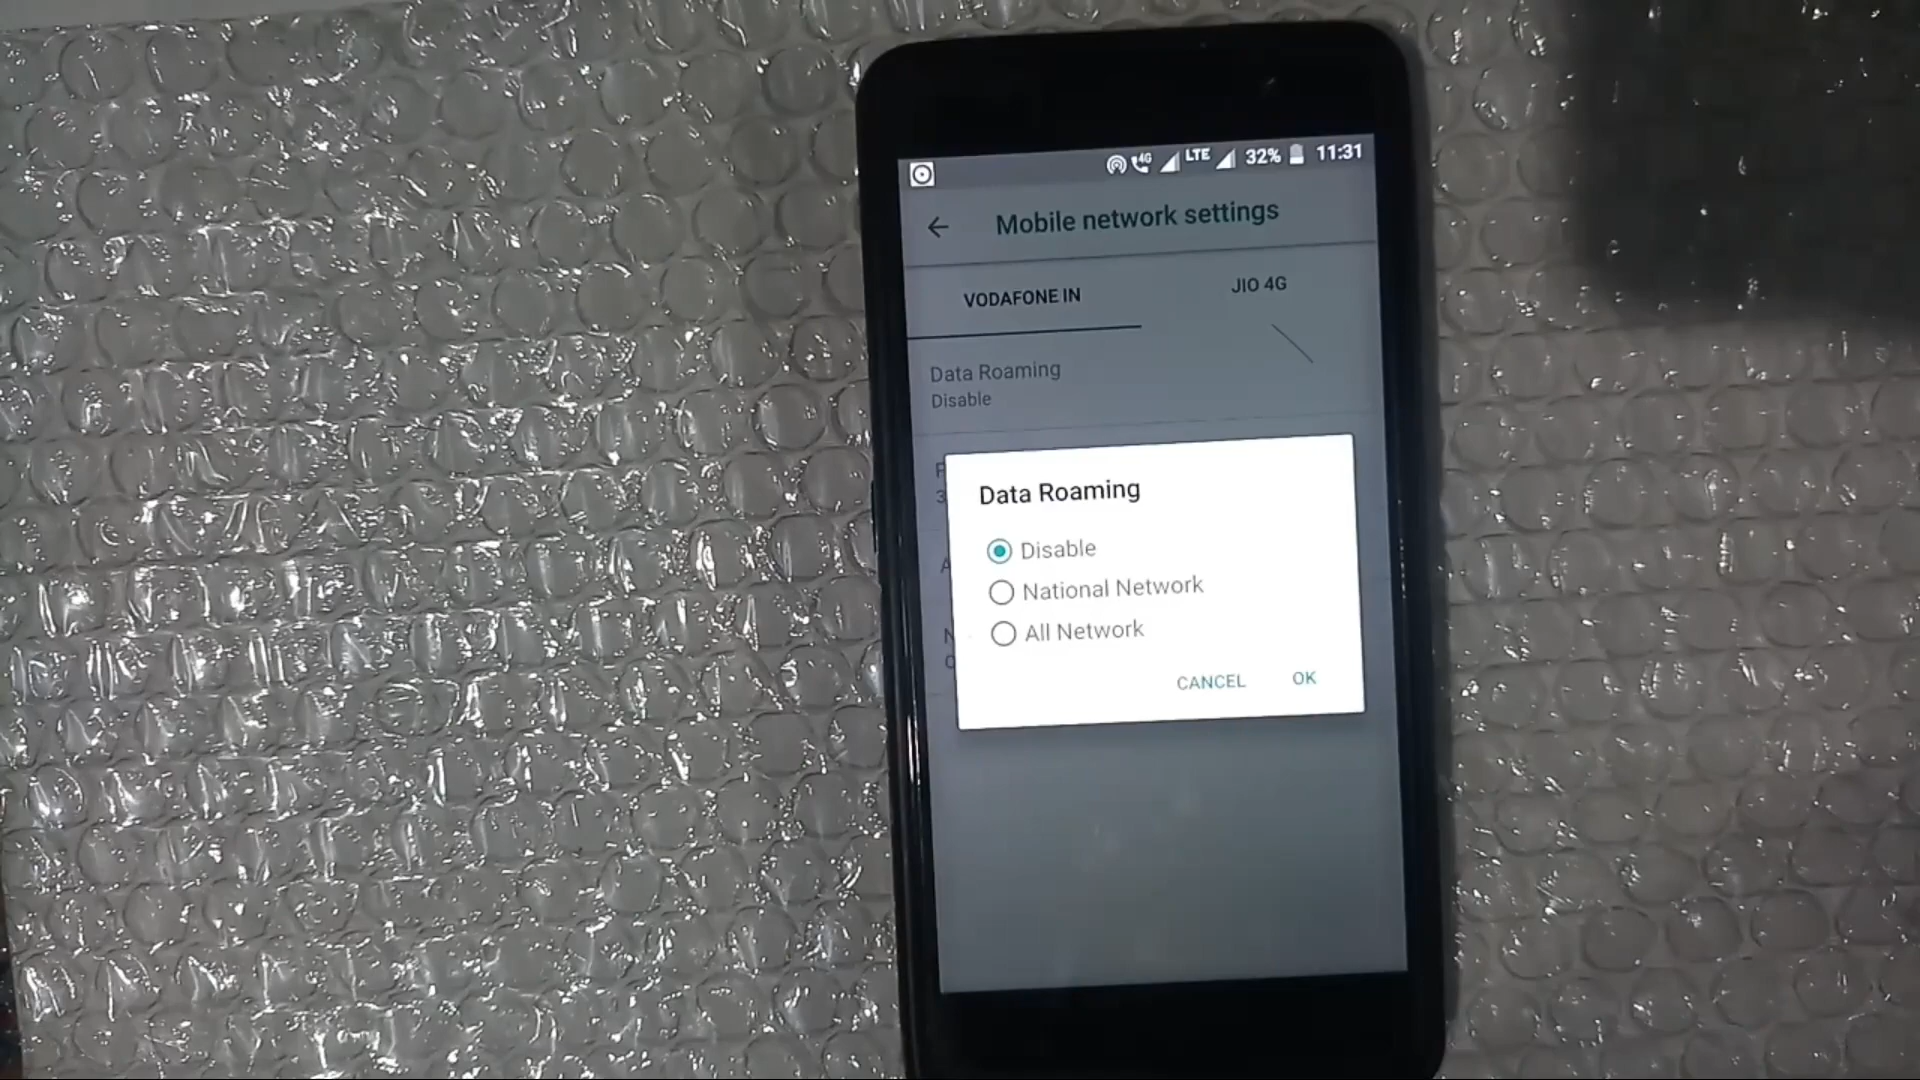 4G LTE 32% 11:31
Mobile network settings
VODAFONE IN
JIO 4G
Data Roaming
Disable
Data Roaming
Disable
National Network
All Network
CANCEL OK